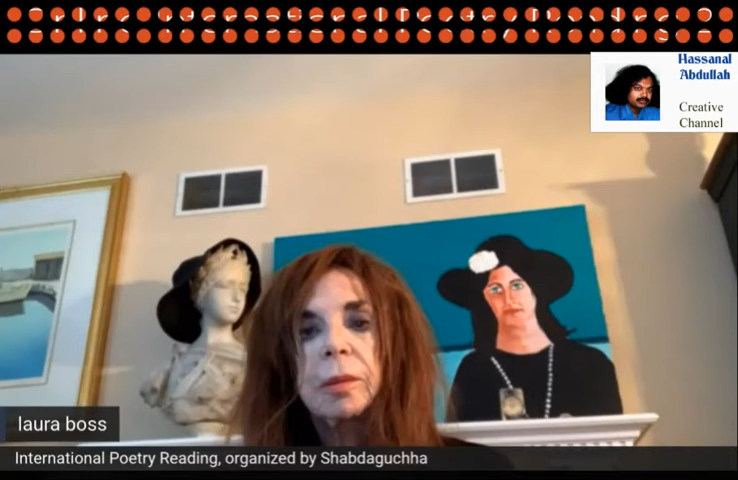 Hassanal
Abdullah
Creative
Channel
laura boss
International Poetry Reading, organized by Shabdaguchha